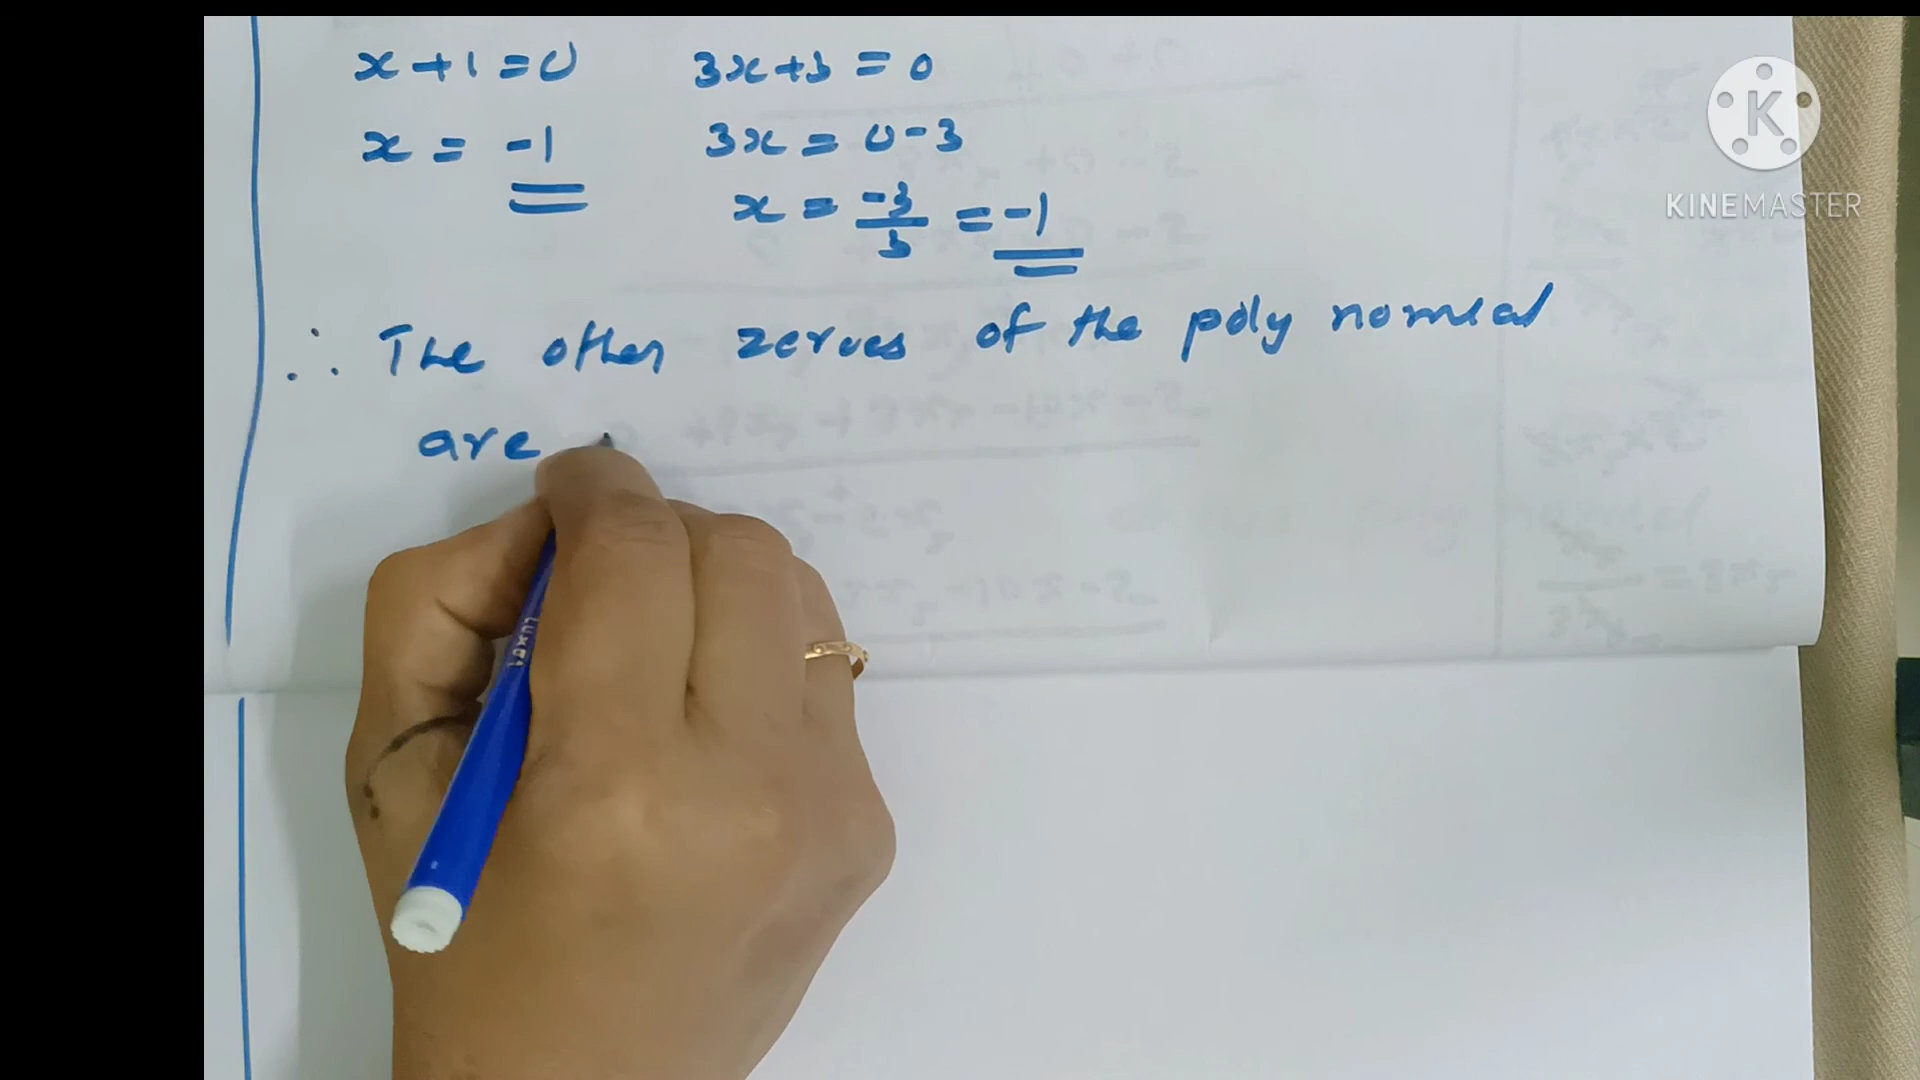 x+1=0 3x+3=0
x = -1 3x=0-3
x = -3/3 = -1
∴ The other zeroes of the polynomial
are
K
KINEMASTER
LUXOR